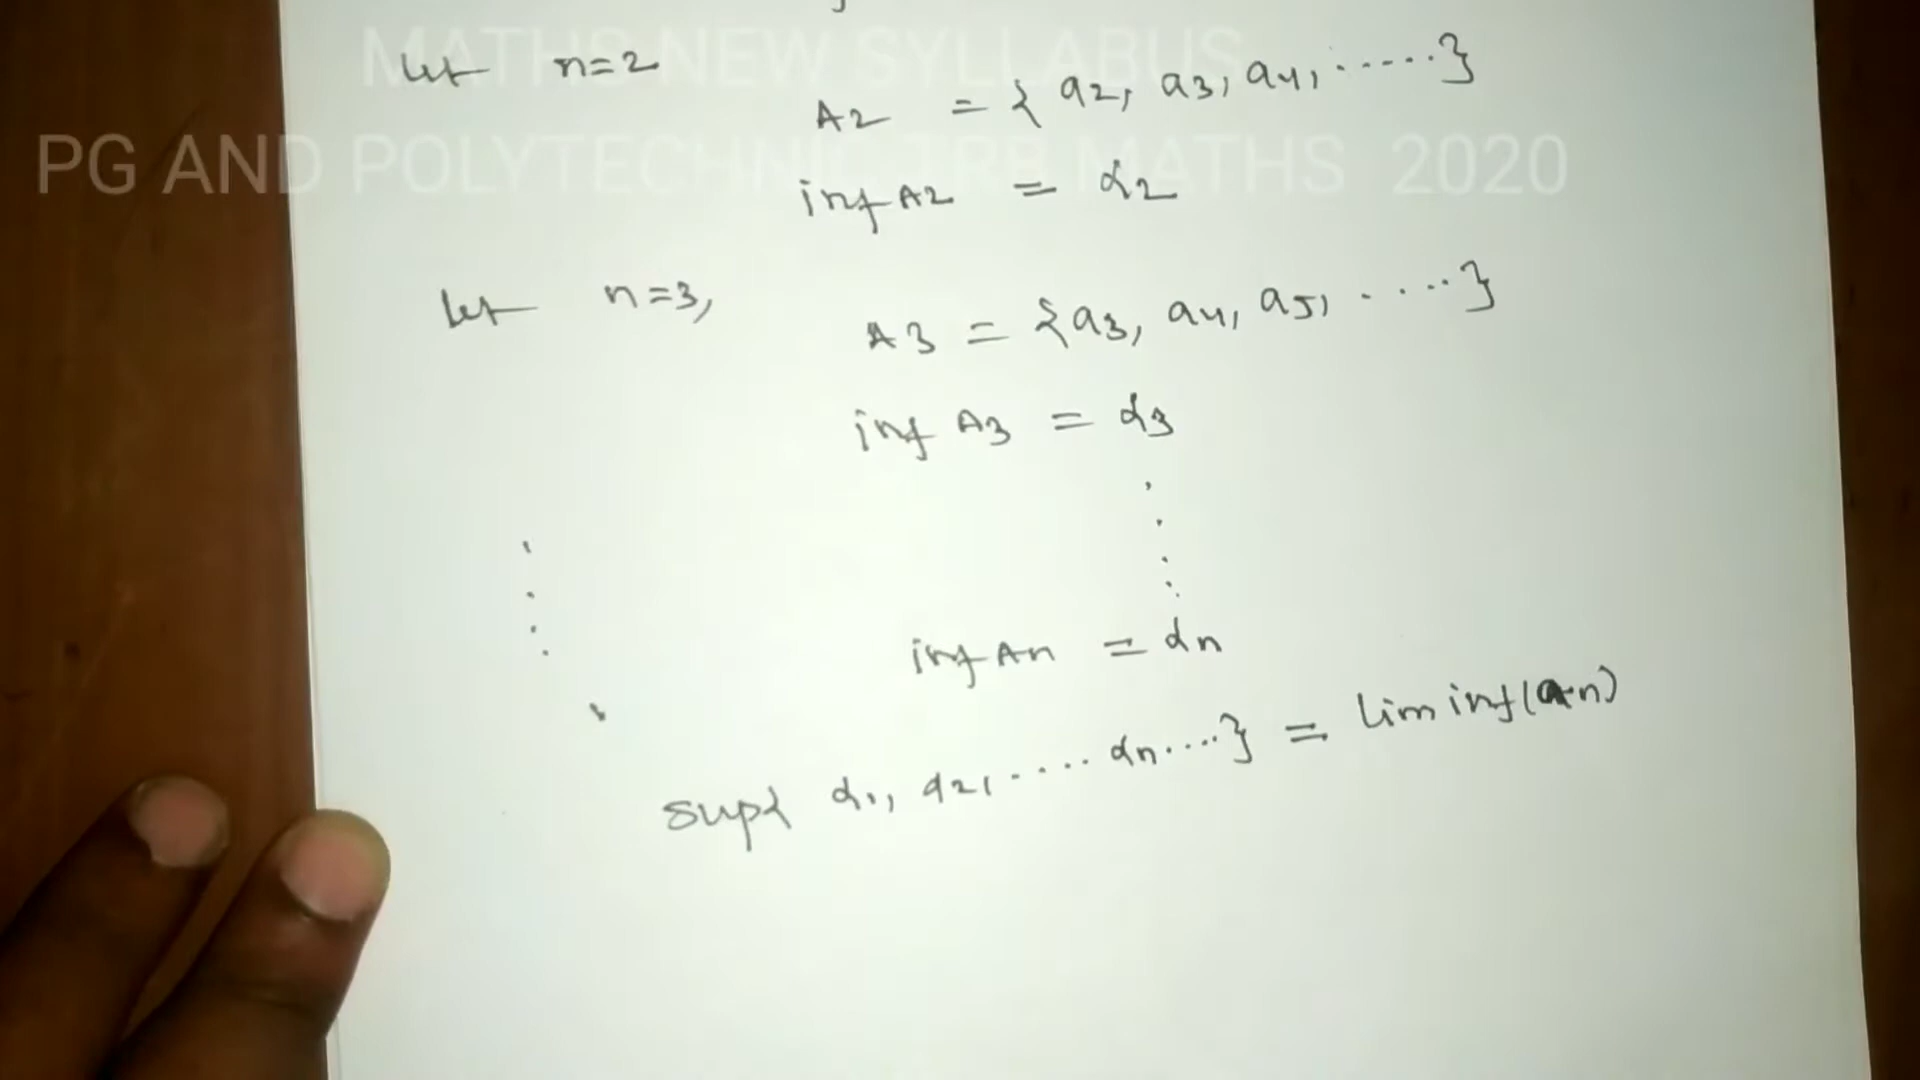 MATHS NEW SYLLABUS
PG AND POLYTECHNIC TRB MATHS 2020
let n=2
A2 = { a2, a3, a4, ..... }
inf A2 = α2
let n=3,
A3 = {a3, a4, a5, ..... }
inf A3 = α3
inf An = αn
sup{ α1, α2, .... αn .... } = lim inf (an)